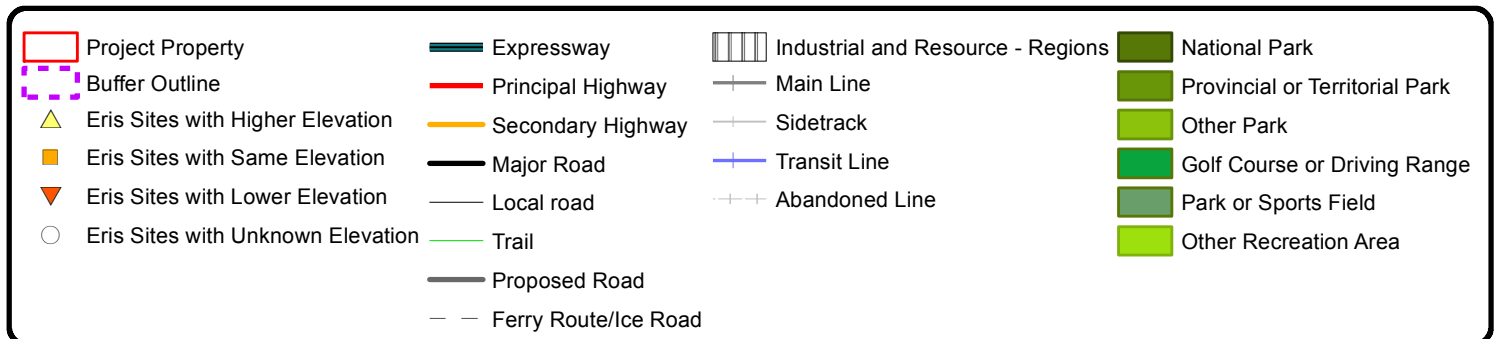 Project Property
Buffer Outline
Eris Sites with Higher Elevation
Eris Sites with Same Elevation
Eris Sites with Lower Elevation
Eris Sites with Unknown Elevation
Expressway
Principal Highway
Secondary Highway
Major Road
Local road
Trail
Proposed Road
Ferry Route/Ice Road
Industrial and Resource - Regions
Main Line
Sidetrack
Transit Line
Abandoned Line
National Park
Provincial or Territorial Park
Other Park
Golf Course or Driving Range
Park or Sports Field
Other Recreation Area